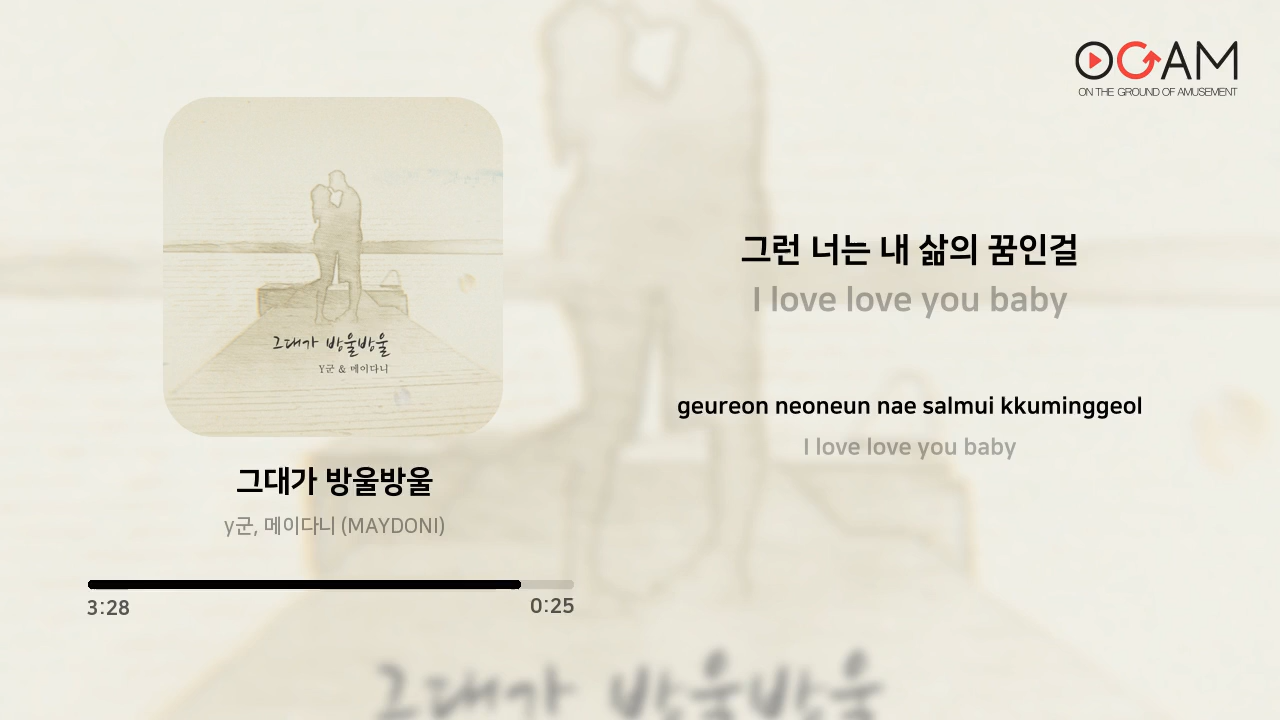 OGAM
ON THE GROUND OF AMUSEMENT
그대가 방울방울
Y군 & 메이다니
그대가 방울방울
y군, 메이다니 (MAYDONI)
3:28
0:25
그런 너는 내 삶의 꿈인걸
I love love you baby
geureon neoneun nae salmui kkuminggeol
I love love you baby
그대가 방울방울